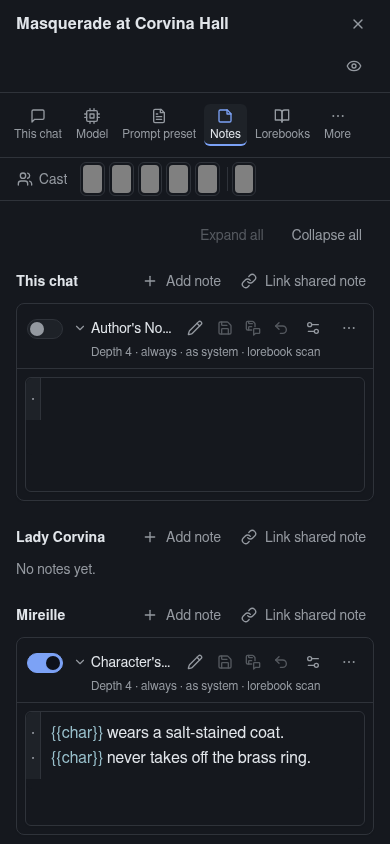 Masquerade at Corvina Hall
This chat
Model
Prompt preset
Notes
Lorebooks
More
Cast
Expand all
Collapse all
This chat
Add note
Link shared note
Author's No...
Depth 4 · always · as system · lorebook scan
Lady Corvina
Add note
Link shared note
No notes yet.
Mireille
Add note
Link shared note
Character's...
Depth 4 · always · as system · lorebook scan
{{char}} wears a salt-stained coat.
{{char}} never takes off the brass ring.